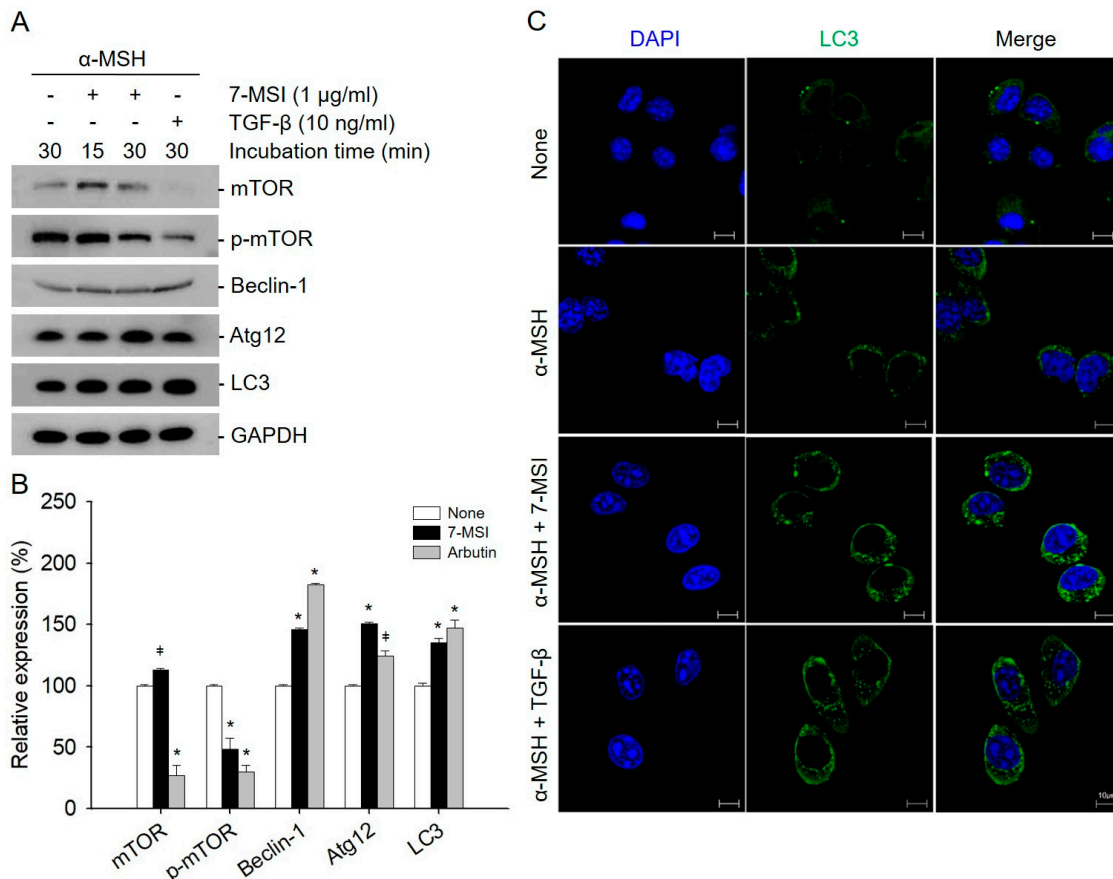 A
α-MSH
- + + - 7-MSI (1 µg/ml)
- - - + TGF-β (10 ng/ml)
30 15 30 30 Incubation time (min)
- mTOR
- p-mTOR
- Beclin-1
- Atg12
- LC3
- GAPDH
B
250
200
150
100
50
0
Relative expression (%)
None
7-MSI
Arbutin
ǂ
*
*
*
*
*
*
ǂ
*
*
mTOR
p-mTOR
Beclin-1
Atg12
LC3
C
DAPI LC3 Merge
None
α-MSH
α-MSH + 7-MSI
α-MSH + TGF-β
10µm